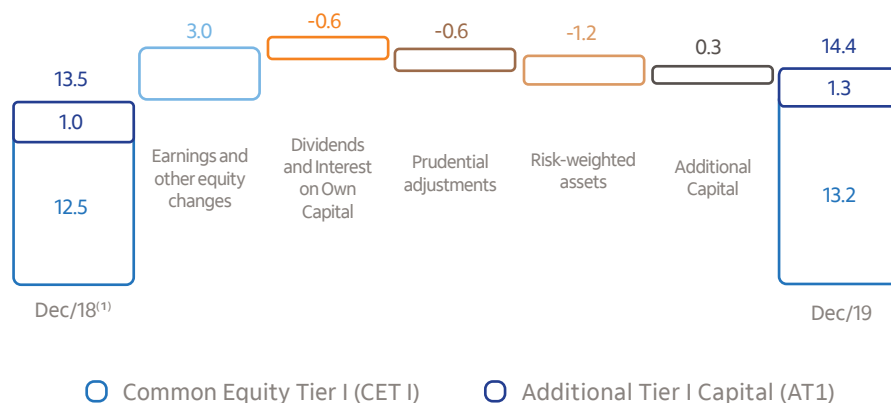 3.0
-0.6
-0.6
-1.2
0.3
14.4
13.5
1.0
12.5
1.3
13.2
Earnings and
other equity
changes
Dividends
and Interest
on Own
Capital
Prudential
adjustments
Risk-weighted
assets
Additional
Capital
Dec/18⁽¹⁾
Dec/19
Common Equity Tier I (CET I)
Additional Tier I Capital (AT1)